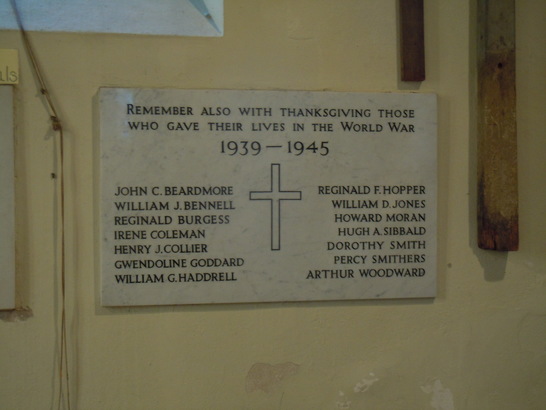 REMEMBER ALSO WITH THANKSGIVING THOSE
WHO GAVE THEIR LIVES IN THE WORLD WAR
1939—1945
JOHN C. BEARDMORE
WILLIAM J. BENNELL
REGINALD BURGESS
IRENE COLEMAN
HENRY J. COLLIER
GWENDOLINE GODDARD
WILLIAM G. HADDRELL
REGINALD F. HOPPER
WILLIAM D. JONES
HOWARD MORAN
HUGH A. SIBBALD
DOROTHY SMITH
PERCY SMITHERS
ARTHUR WOODWARD